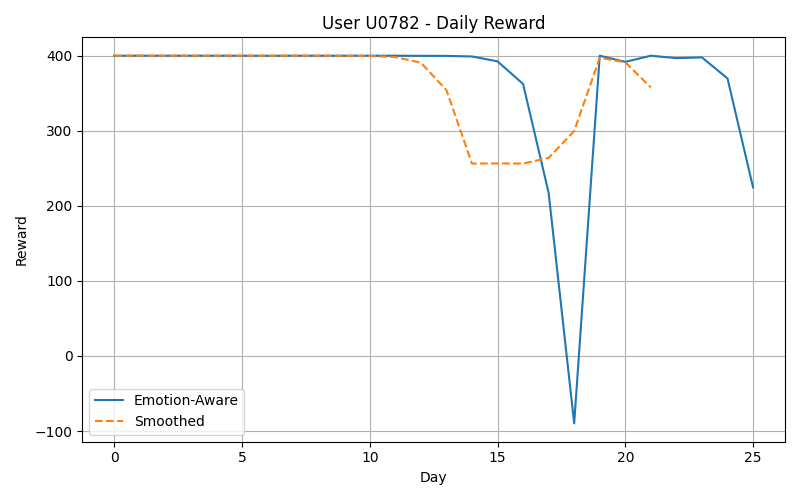 User U0782 - Daily Reward
Reward
400
300
200
100
0
−100
Emotion-Aware
Smoothed
0 5 10 15 20 25
Day